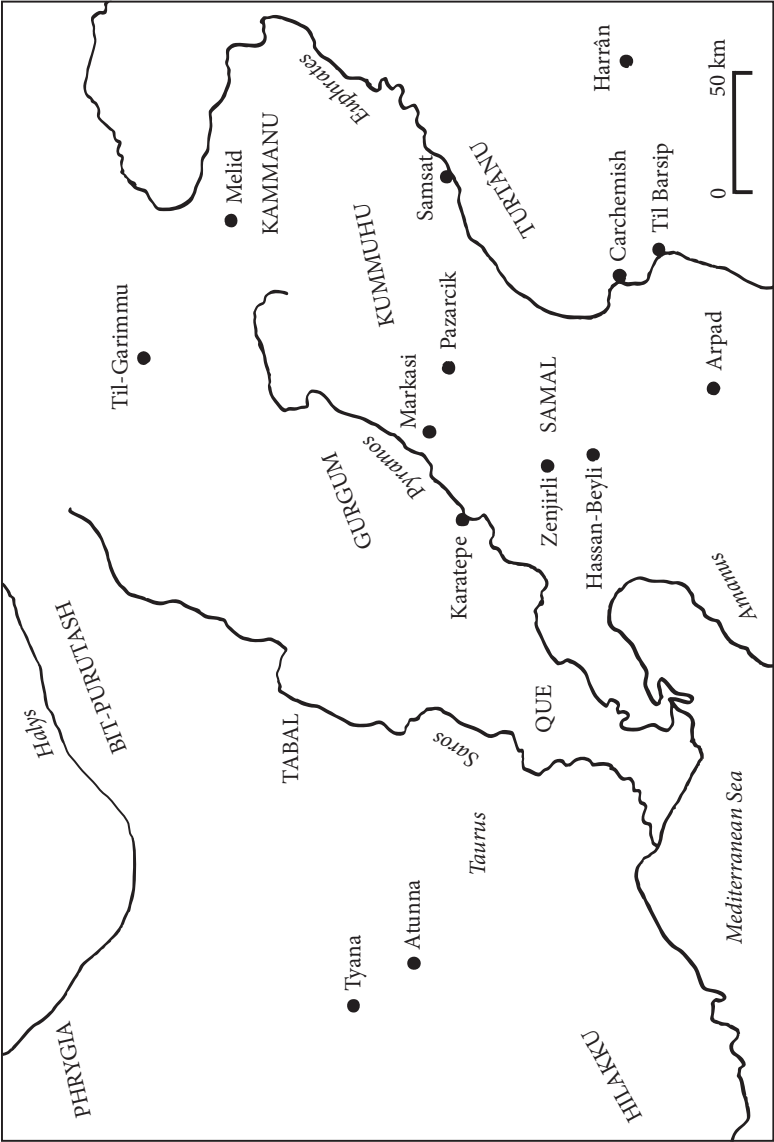 PHRYGIA
Halys
BIT-PURUTASH
Til-Garimmu
Melid
KAMMANU
Euphrates
Tyana
Atunna
TABAL
GURGUM
Pyramos
KUMMUHU
Markasi
Pazarcik
Samsat
TURTÂNU
Harrân
Saros
Taurus
Karatepe
QUE
Zenjirli
SAMAL
Hassan-Beyli
Carchemish
Til Barsip
HILAKKU
Amanus
Arpad
Mediterranean Sea
0
50 km